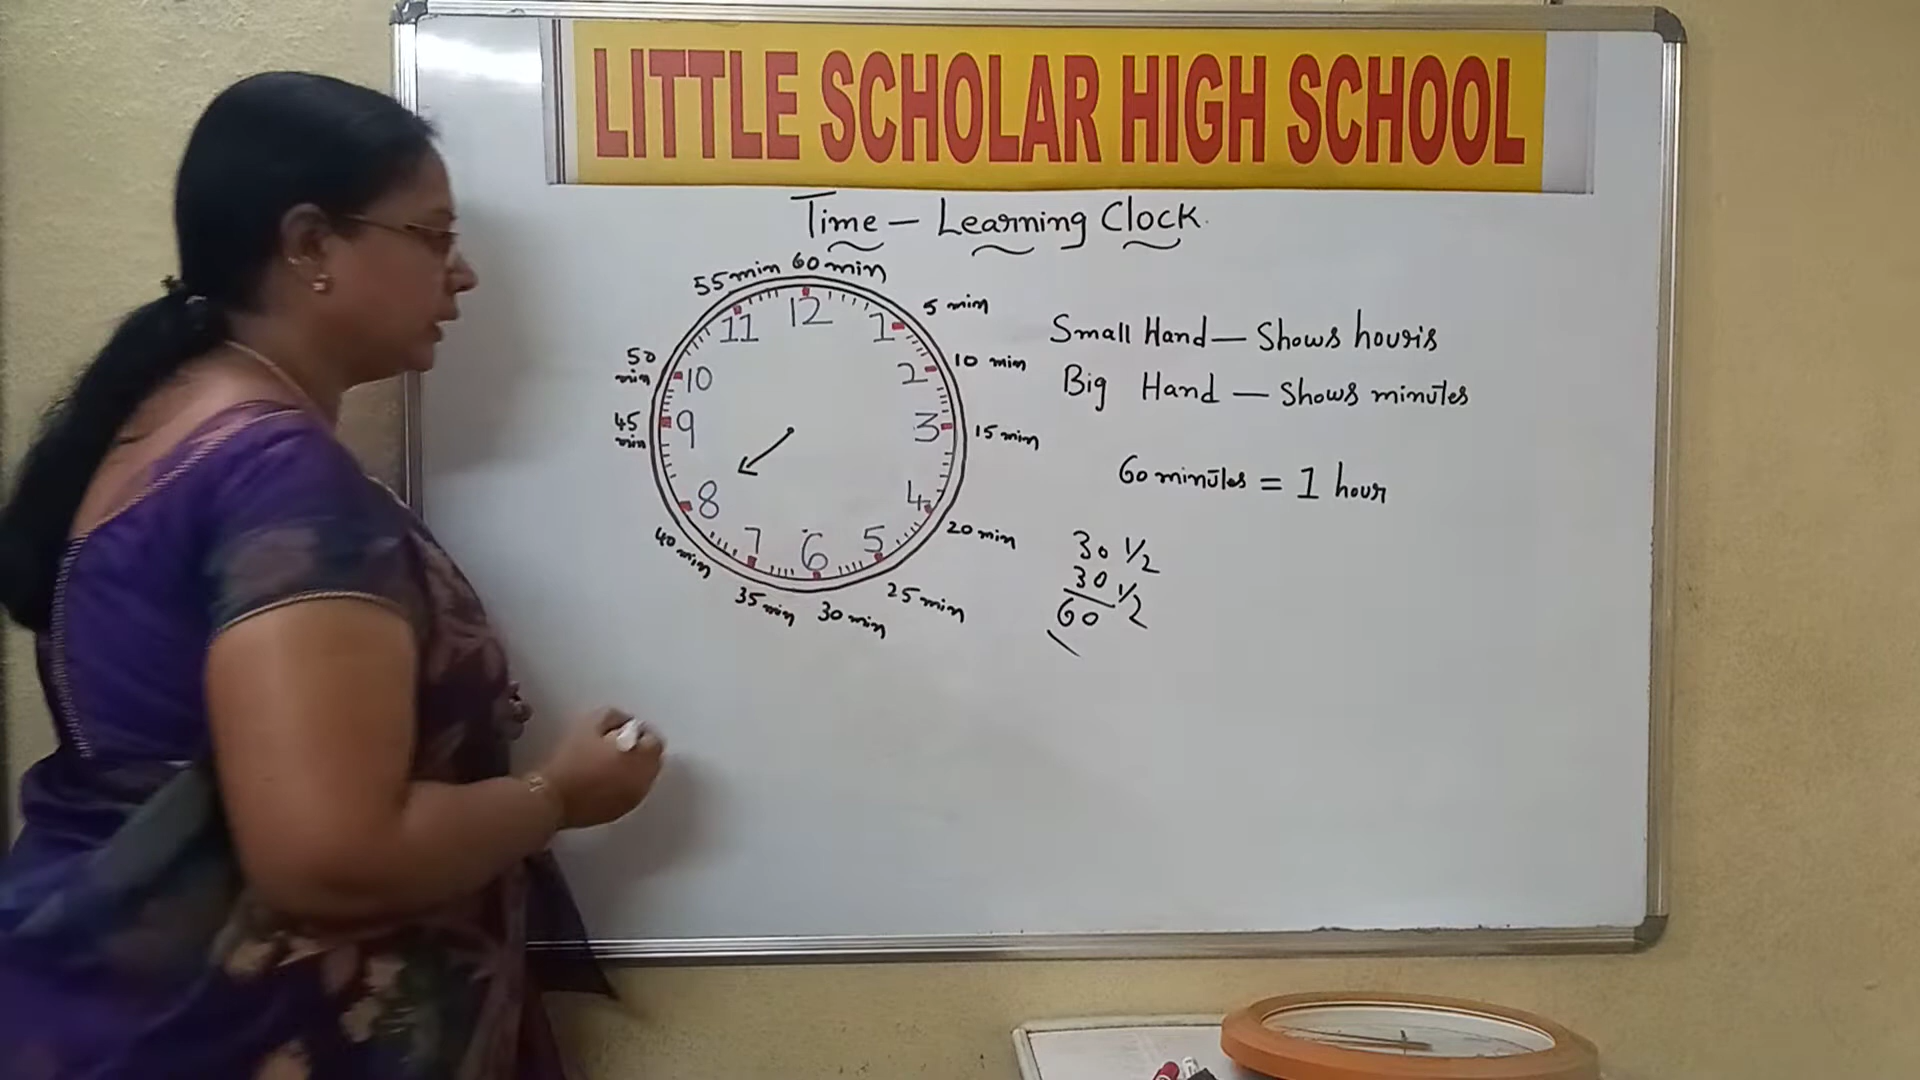 LITTLE SCHOLAR HIGH SCHOOL
Time - Learning Clock.
55 min 60 min
5 min
10 min
15 min
20 min
25 min
30 min
35 min
40 min
45 min
50 min
12
1
2
3
4
5
6
7
8
9
10
11
Small Hand - Shows hours
Big Hand - Shows minutes
60 minutes = 1 hour
30 1/2
30 1/2
60